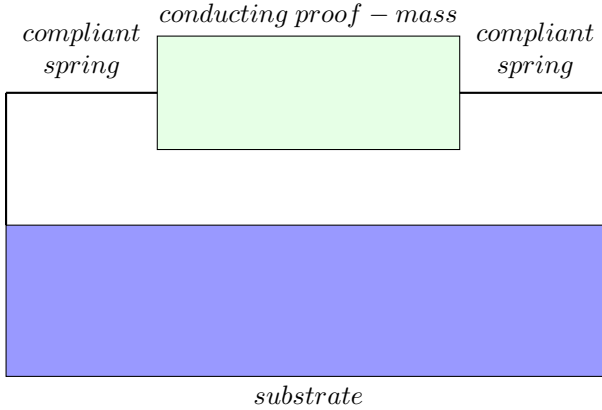 conducting proof − mass
compliant
spring
compliant
spring
substrate